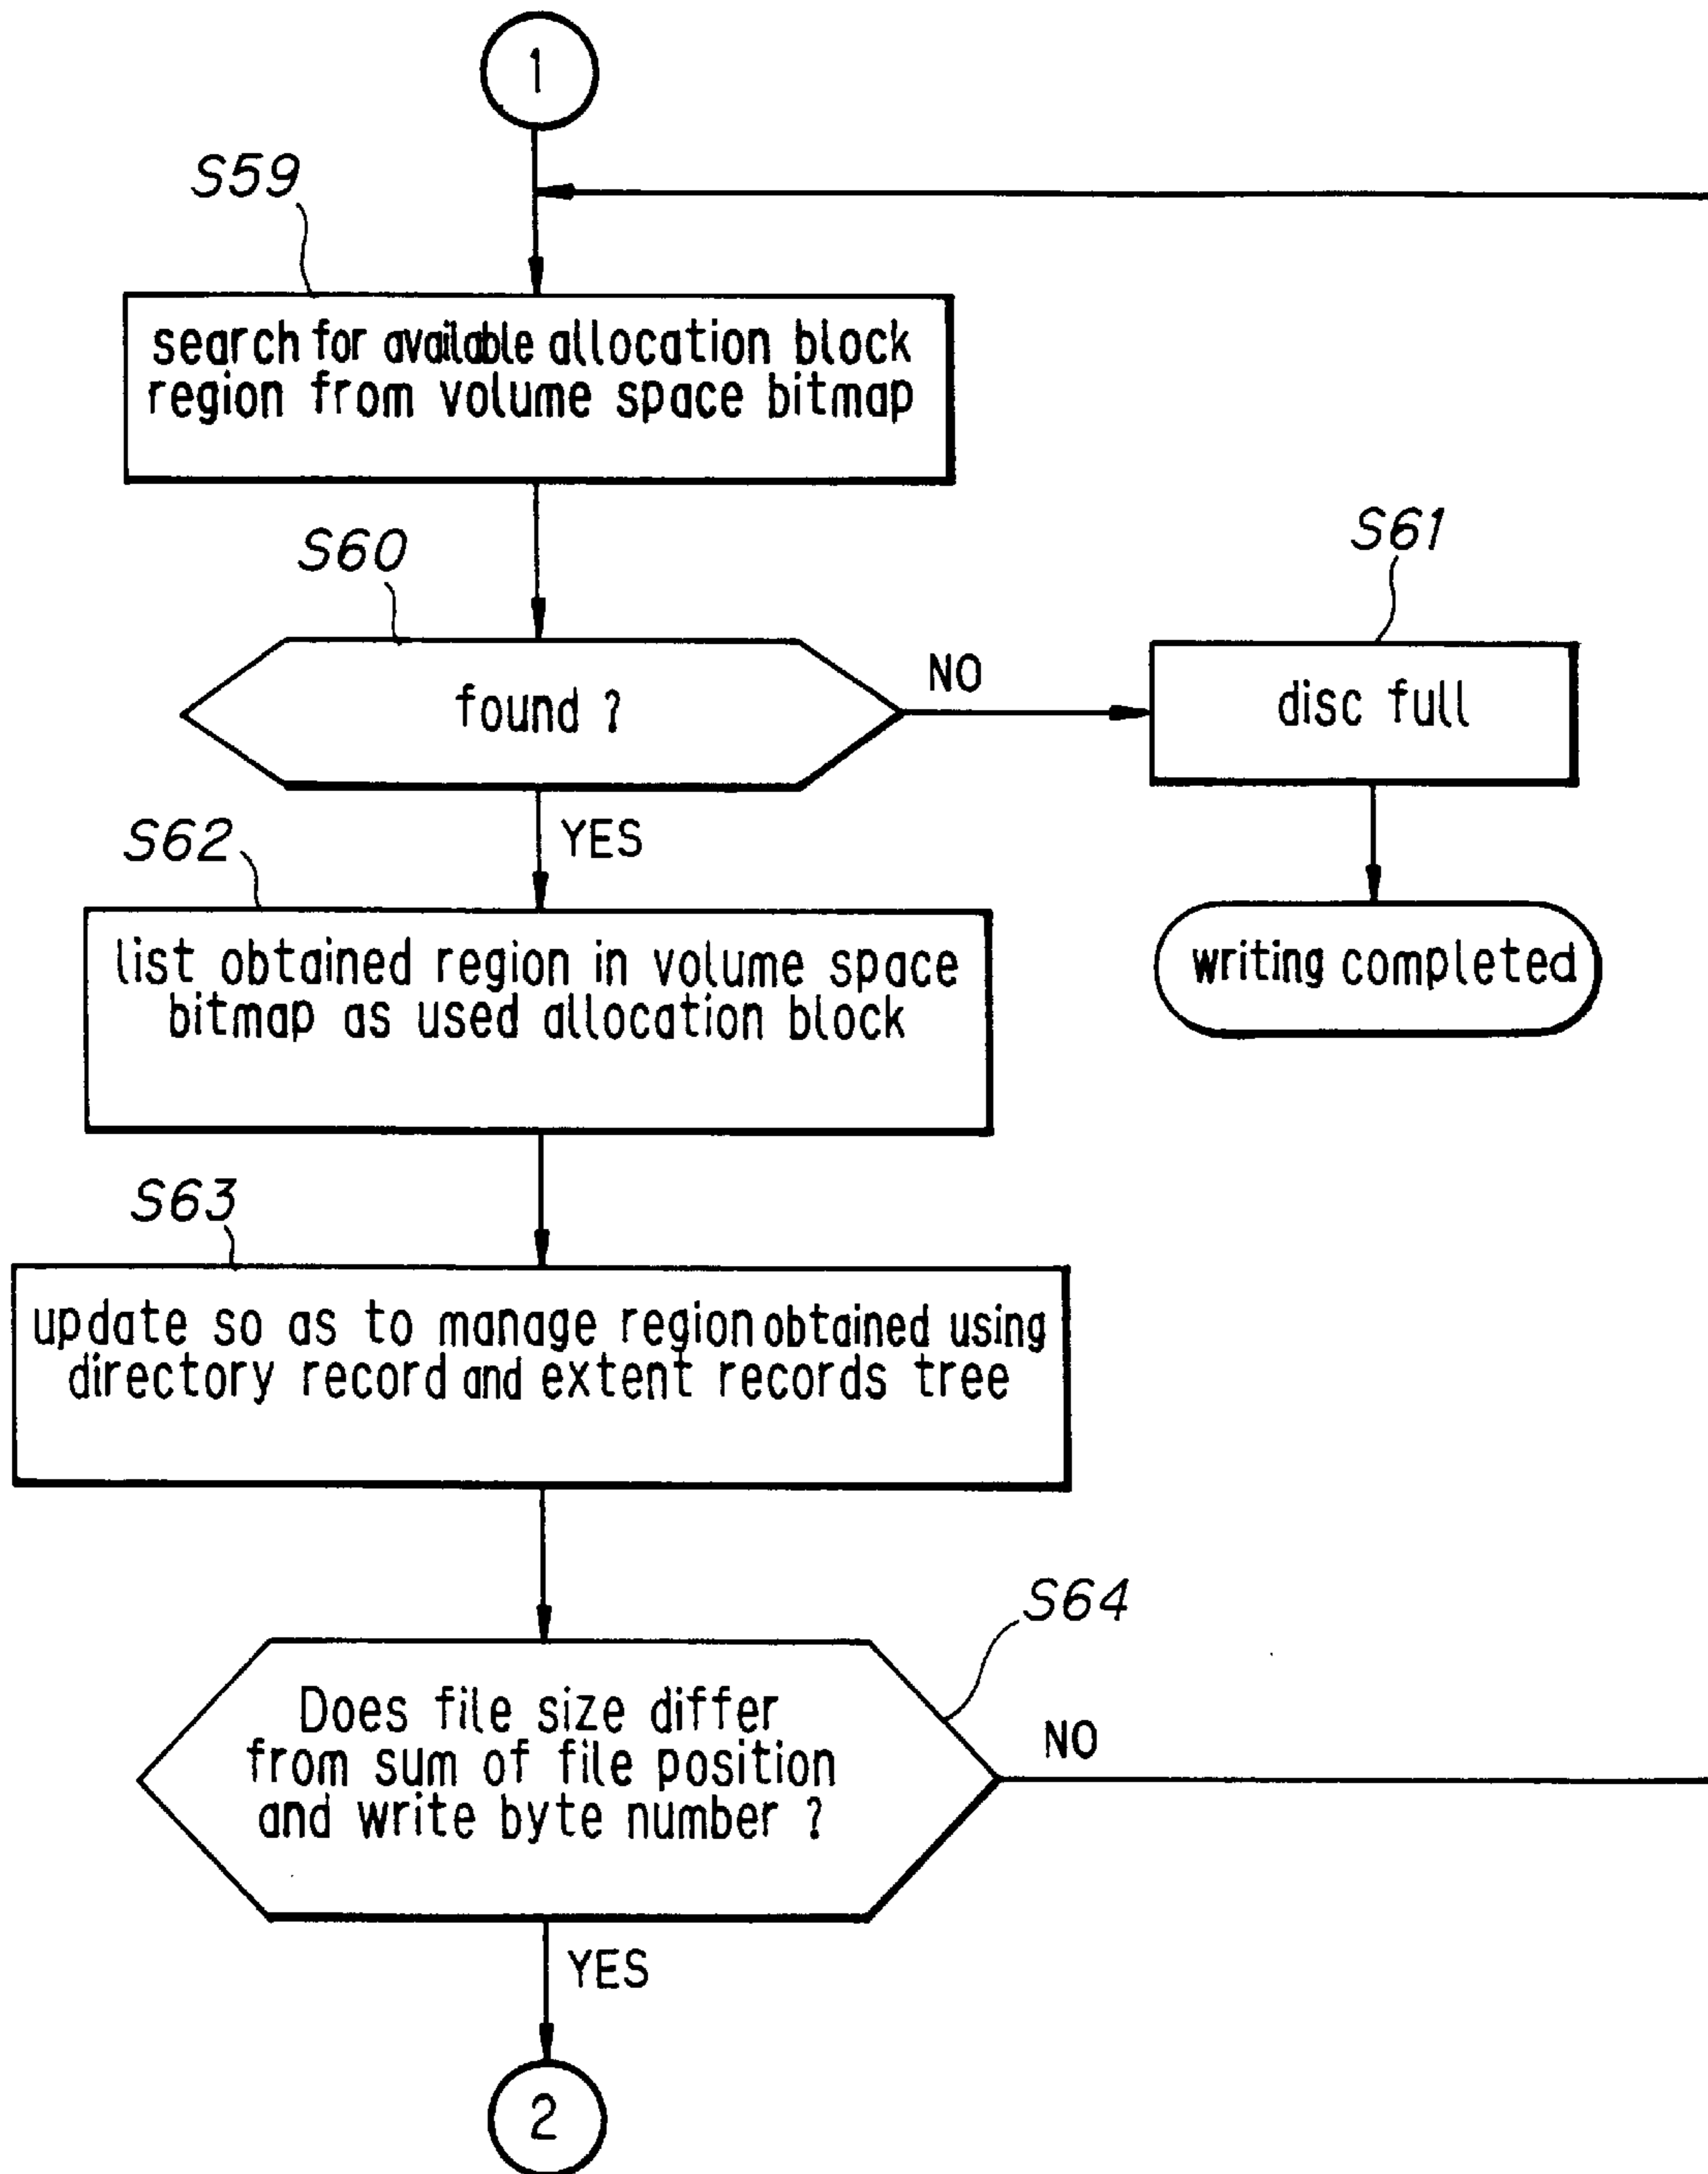 1
S59
search for available allocation block
region from volume space bitmap
S60
found ?
NO
S61
disc full
YES
writing completed
S62
list obtained region in volume space
bitmap as used allocation block
S63
update so as to manage region obtained using
directory record and extent records tree
S64
Does file size differ
from sum of file position
and write byte number ?
NO
YES
2